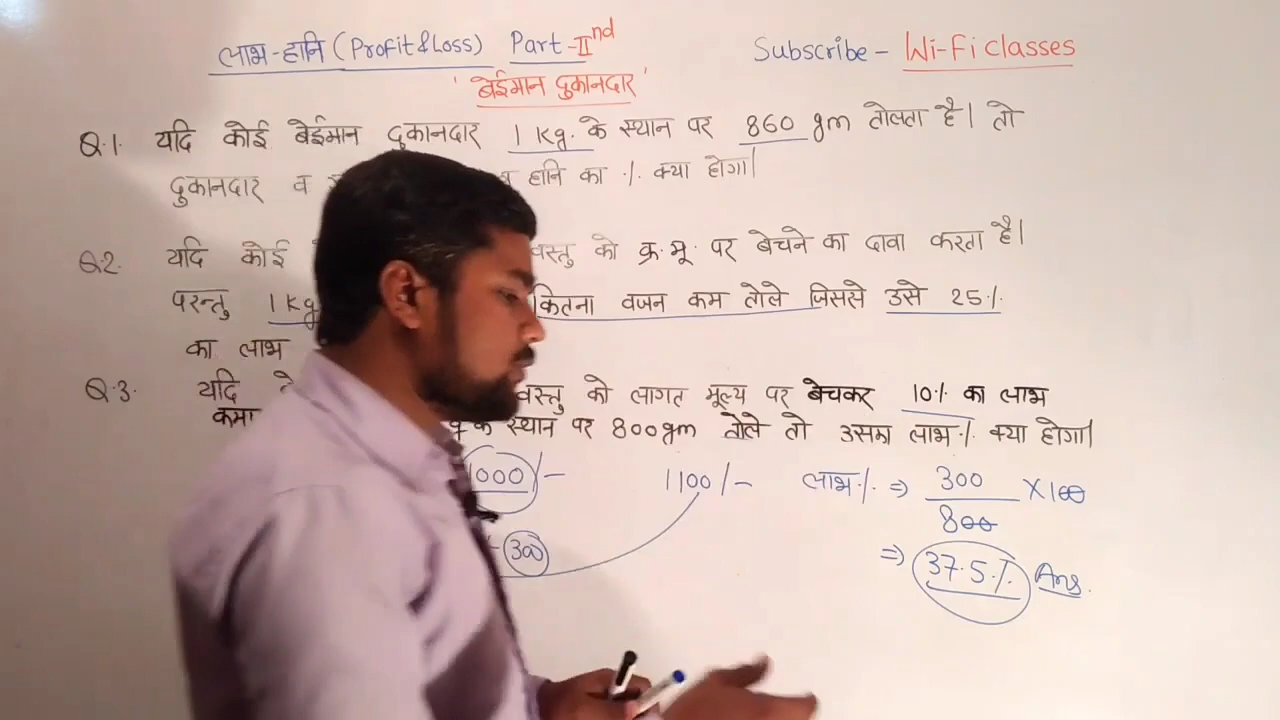 लाभ-हानि (Profit & Loss) Part-IInd
Subscribe - Wi-Fi Classes
' बेईमान दुकानदार '
Q.1. यदि कोई बेईमान दुकानदार 1 Kg. के स्थान पर 860 gm तोलता है। तो
दुकानदार व हानि का % क्या होगा।
Q.2. यदि कोई वस्तु को क्र.मू. पर बेचने का दावा करता है।
परन्तु 1 Kg कितना वजन कम तोले जिससे उसे 25%
का लाभ
Q.3. यदि वस्तु को लागत मूल्य पर बेचकर 10% का लाभ
कमा के स्थान पर 800gm तोले तो उसका लाभ% क्या होगा।
1000/- 1100/- लाभ% ⇒ 300/800 X100
300
⇒ 37.5% Ans.